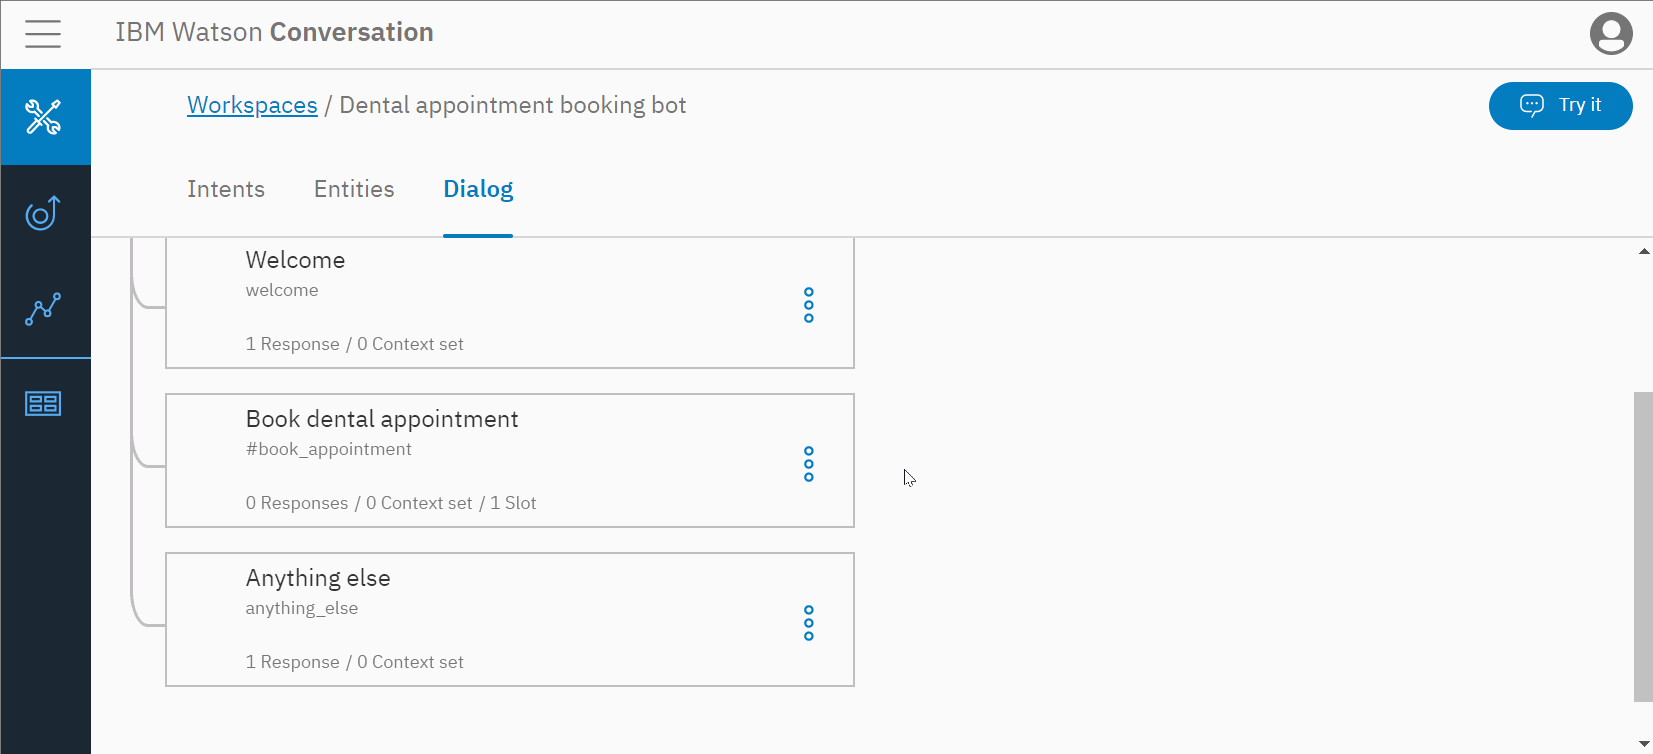 IBM Watson Conversation
Workspaces / Dental appointment booking bot
Try it
Intents
Entities
Dialog
Welcome
welcome
1 Response / 0 Context set
Book dental appointment
#book_appointment
0 Responses / 0 Context set / 1 Slot
Anything else
anything_else
1 Response / 0 Context set